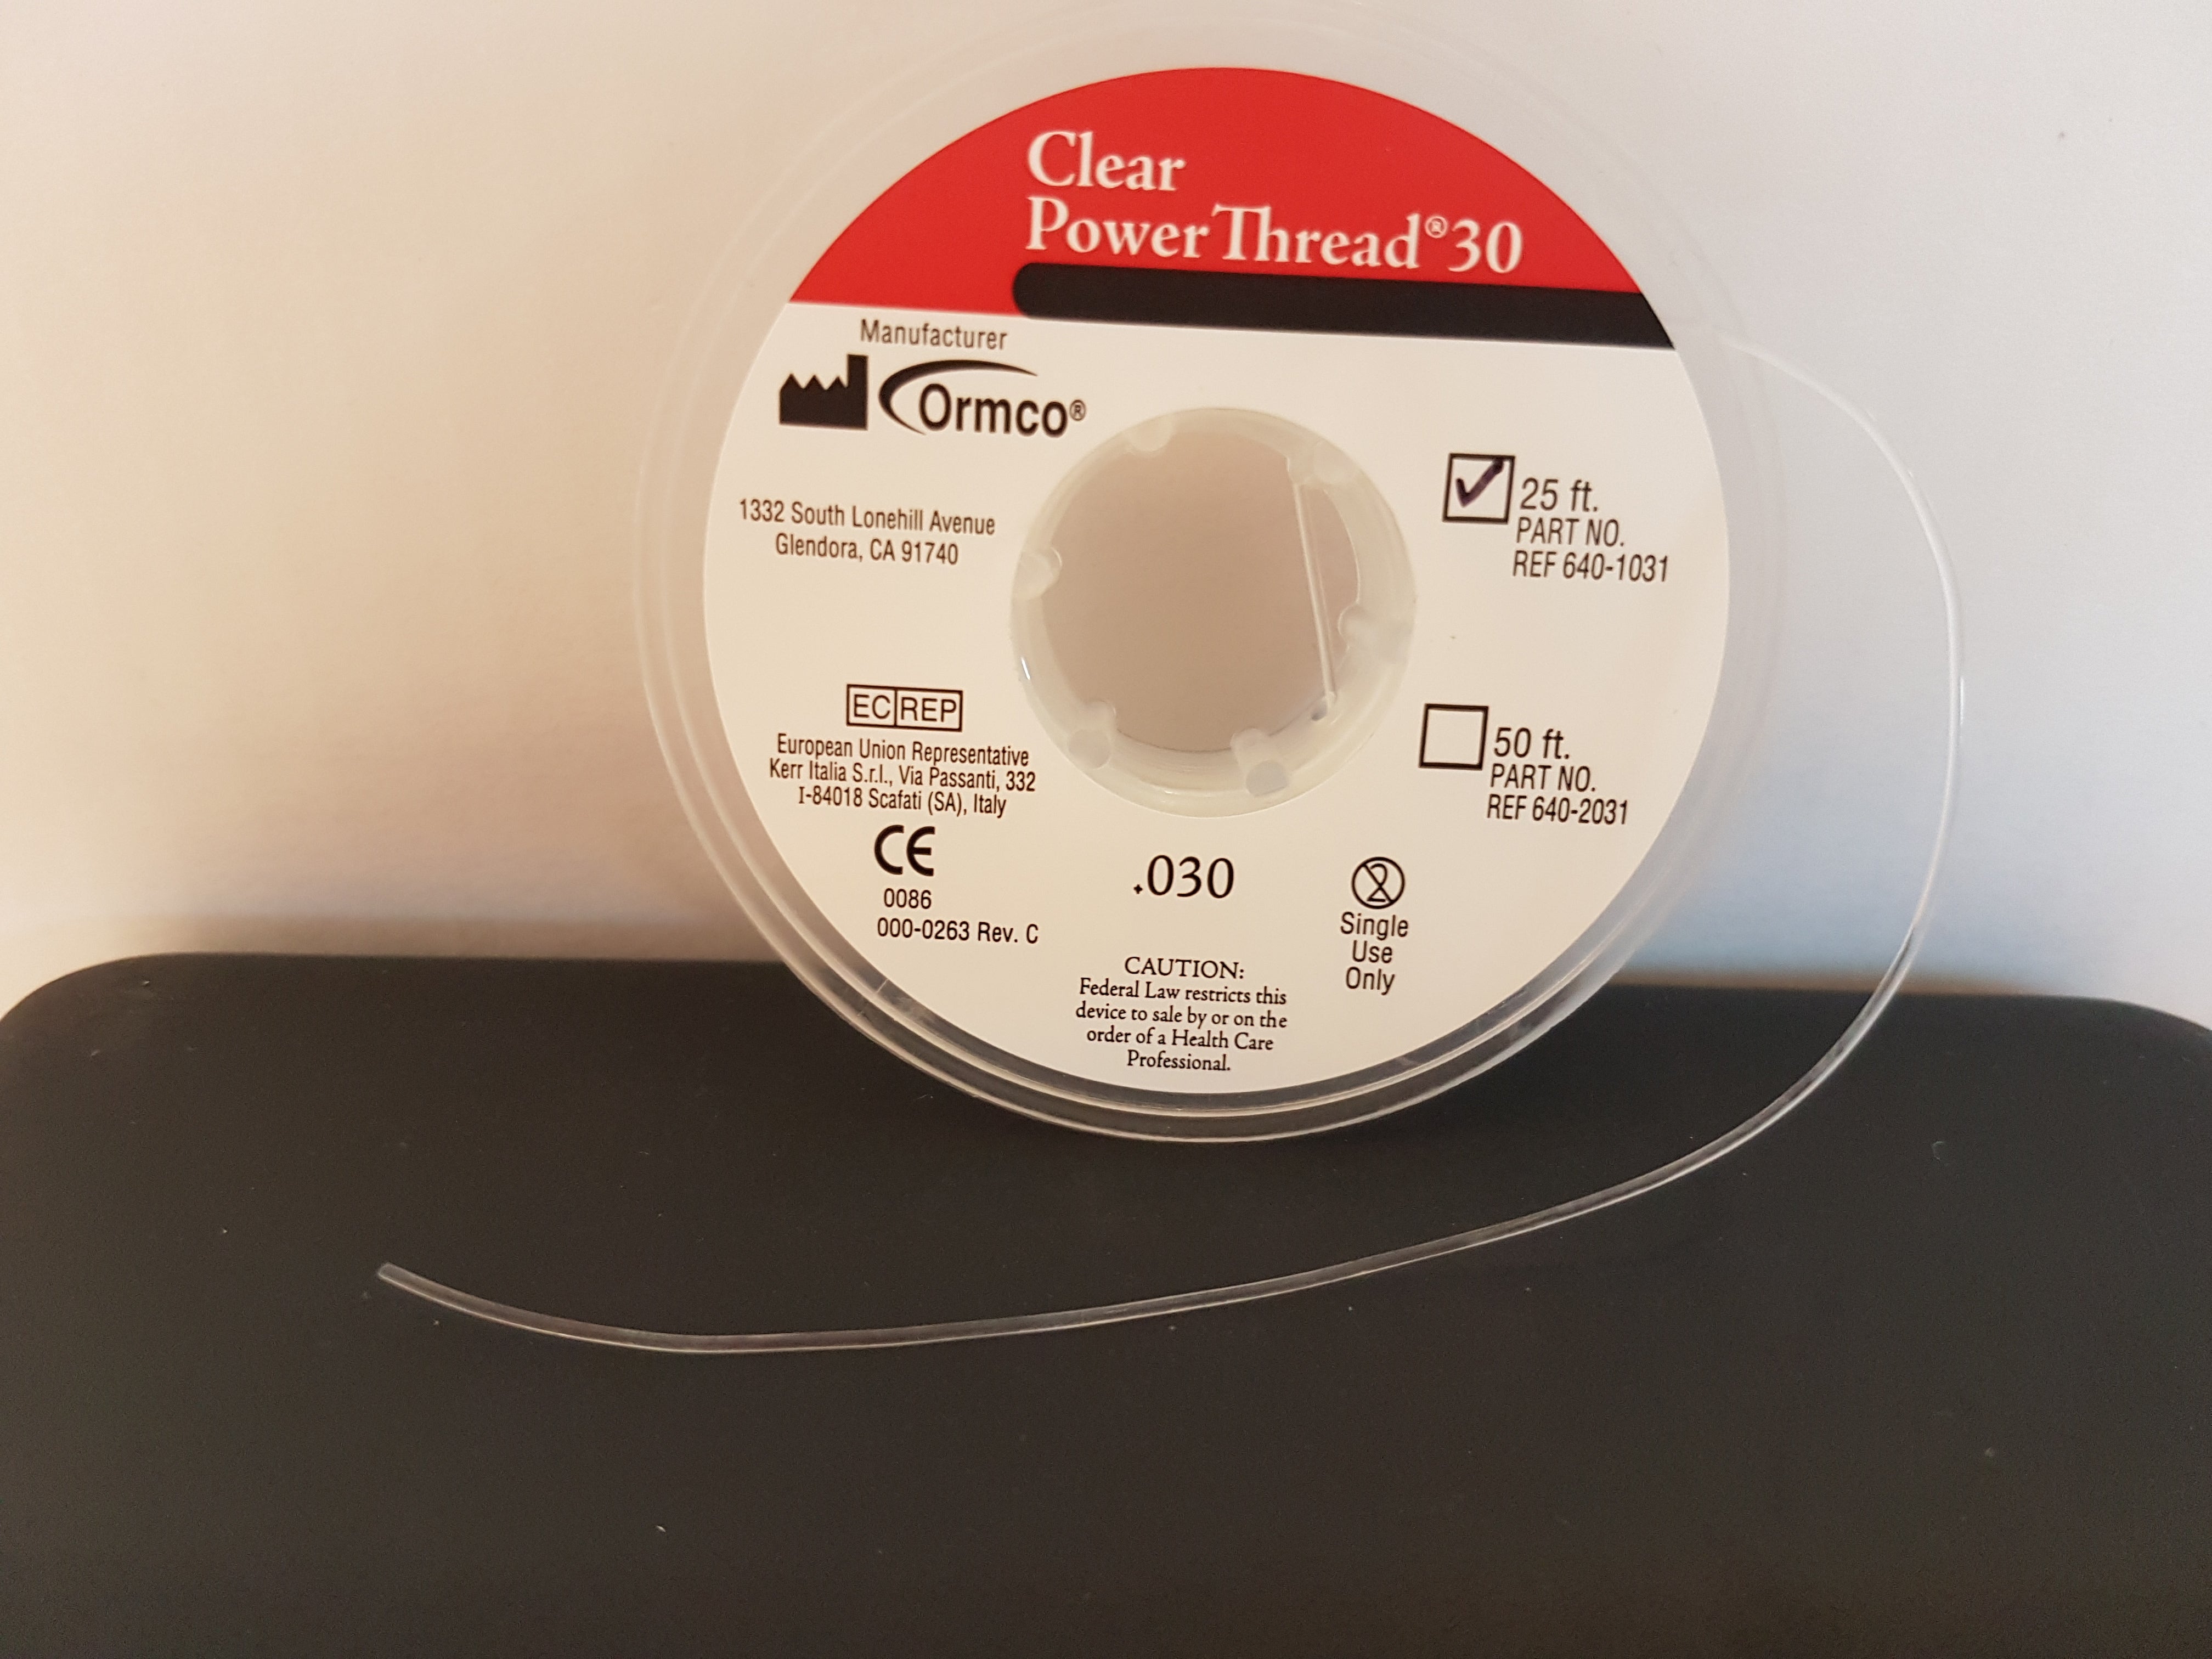 Clear
Power Thread®30
Manufacturer
Ormco®
1332 South Lonehill Avenue
Glendora, CA 91740
25 ft.
PART NO.
REF 640-1031
EC REP
European Union Representative
Kerr Italia S.r.l., Via Passanti, 332
I-84018 Scafati (SA), Italy
CE
0086
000-0263 Rev. C
50 ft.
PART NO.
REF 640-2031
.030
2
Single
Use
Only
CAUTION:
Federal Law restricts this
device to sale by or on the
order of a Health Care
Professional.